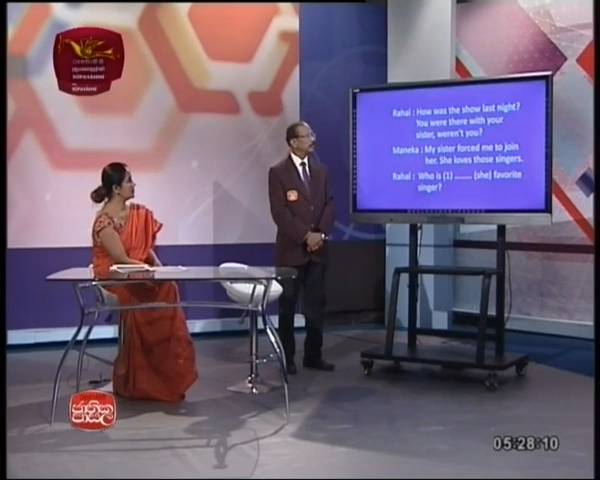 Rahal : How was the show last night?
You were there with your
sister, weren't you?
Maneka : My sister forced me to join
her. She loves those singers.
Rahal : Who is (1) ........ (she) favorite
singer?
05:28:10